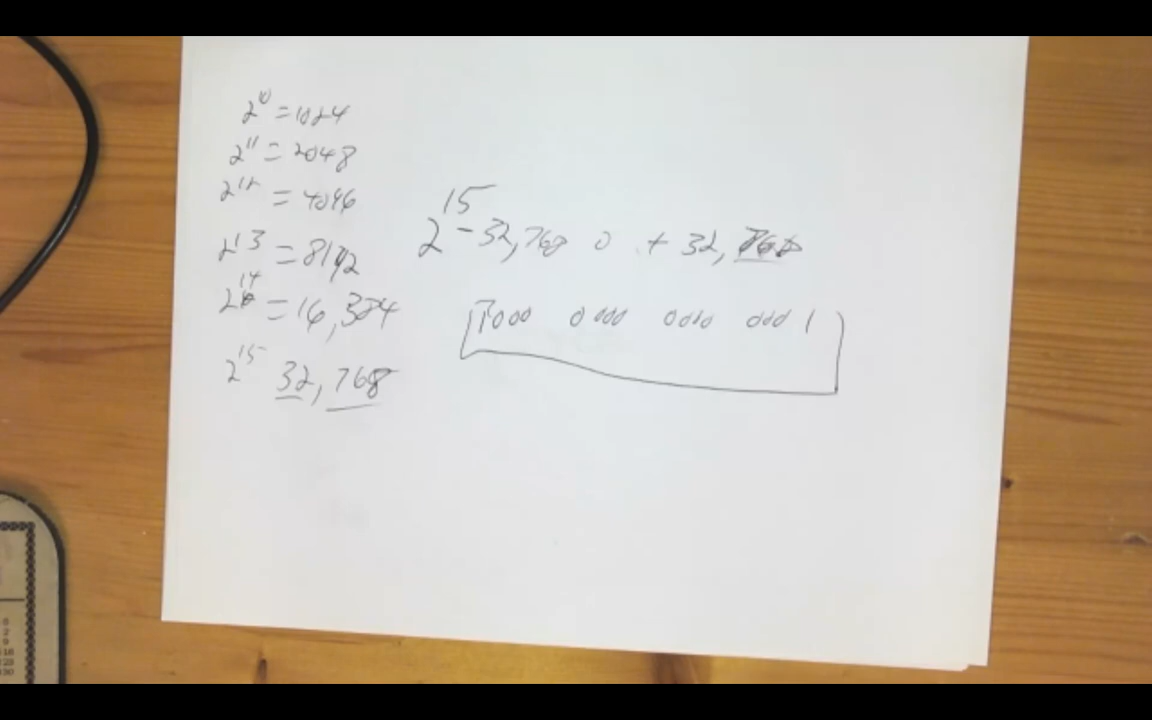 2^10 = 1024
2^11 = 2048
2^12 = 4096
2^13 = 8192
2^14 = 16,384
2^15 32,768
2^15 - 32,768 0 + 32,768
1000 0000 0000 0001